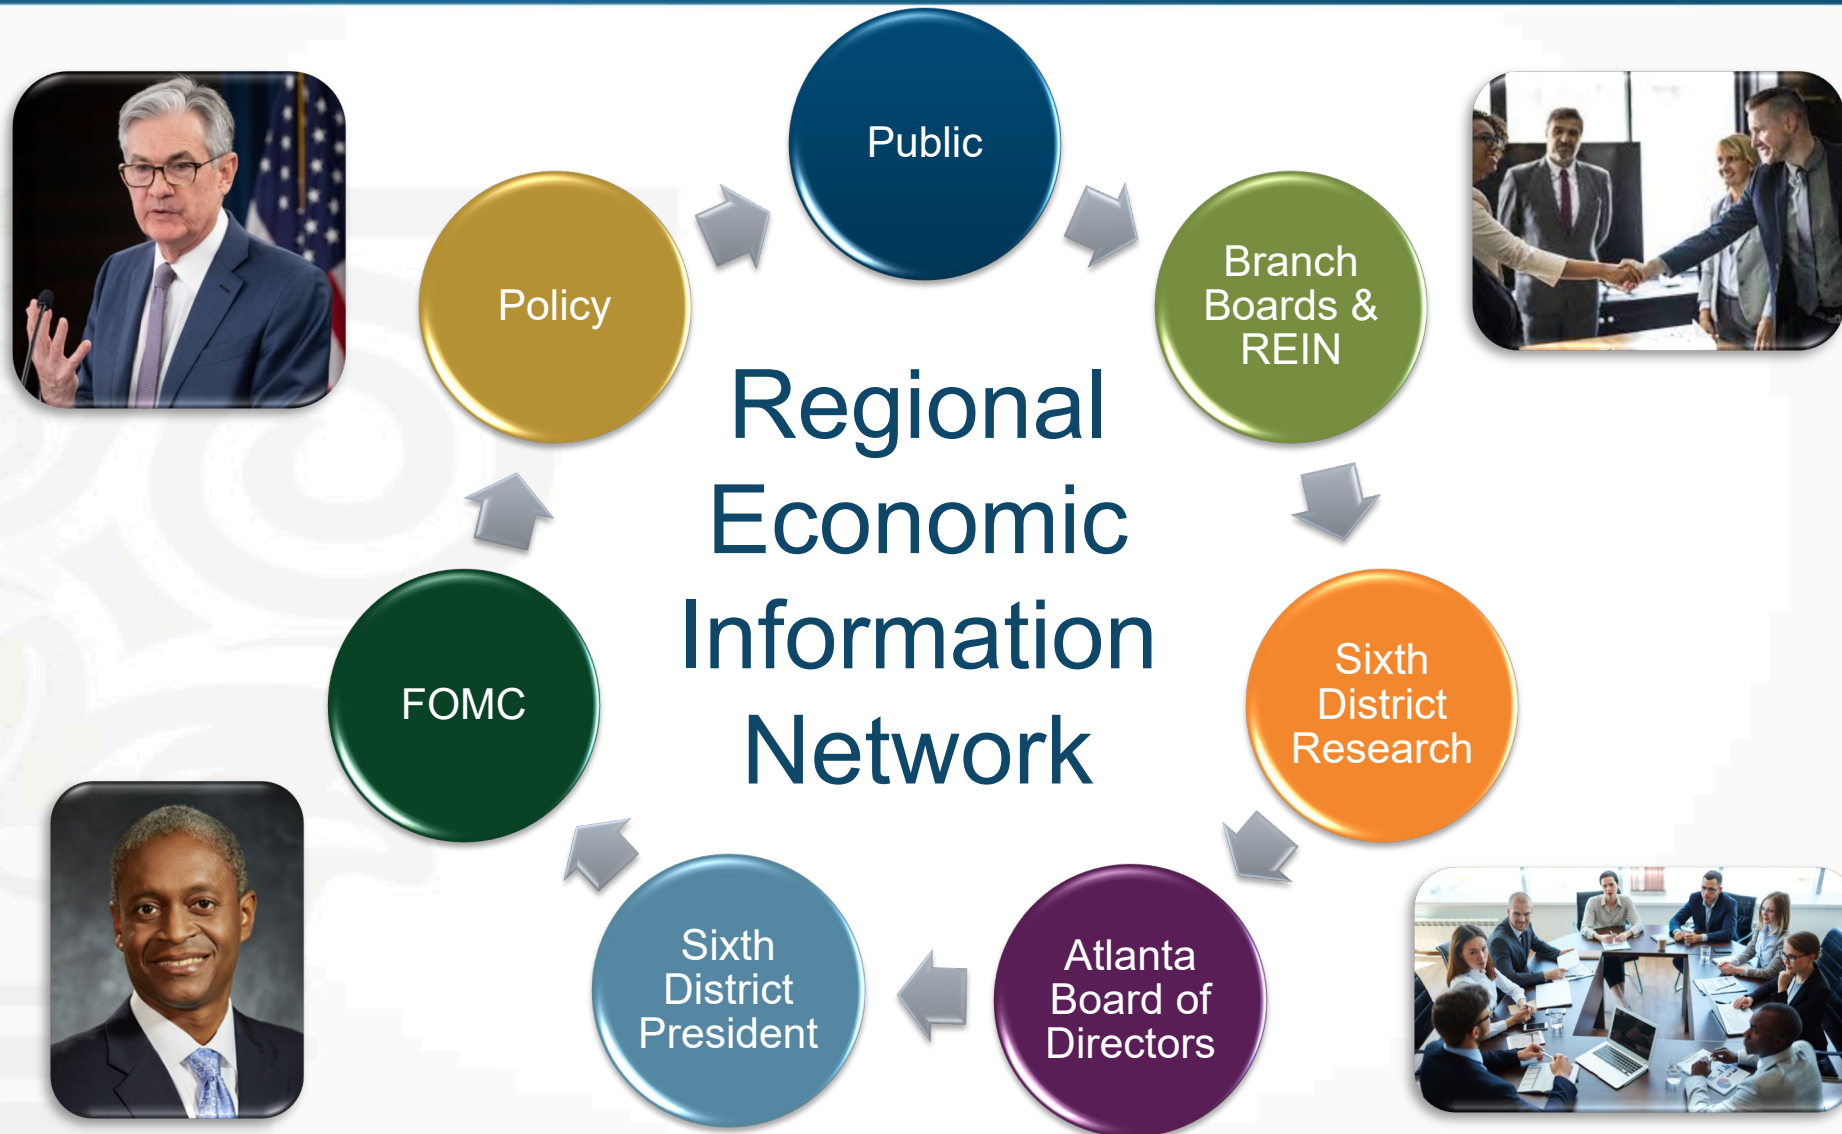 Public
Branch
Boards &
REIN
Sixth
District
Research
Atlanta
Board of
Directors
Sixth
District
President
FOMC
Policy
Regional
Economic
Information
Network